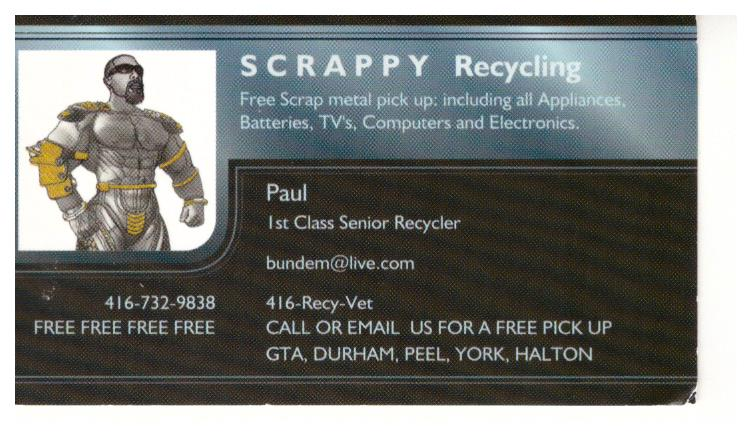 SCRAPPY Recycling
Free Scrap metal pick up: including all Appliances,
Batteries, TV's, Computers and Electronics.
Paul
1st Class Senior Recycler
bundem@live.com
416-732-9838
FREE FREE FREE FREE
416-Recy-Vet
CALL OR EMAIL US FOR A FREE PICK UP
GTA, DURHAM, PEEL, YORK, HALTON